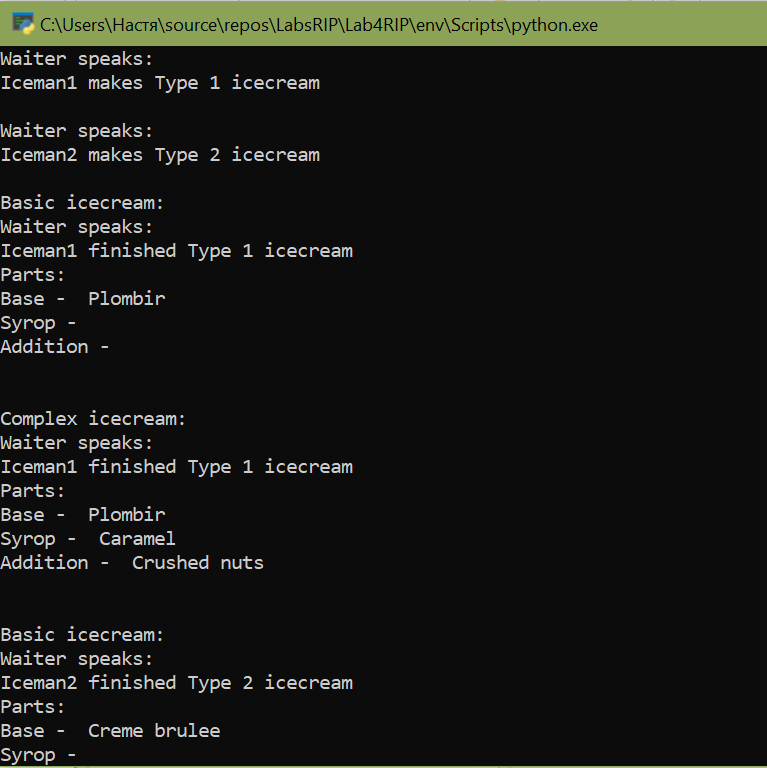 C:\Users\Настя\source\repos\LabsRIP\Lab4RIP\env\Scripts\python.exe
Waiter speaks:
Iceman1 makes Type 1 icecream
Waiter speaks:
Iceman2 makes Type 2 icecream
Basic icecream:
Waiter speaks:
Iceman1 finished Type 1 icecream
Parts:
Base -  Plombir
Syrop -
Addition -
Complex icecream:
Waiter speaks:
Iceman1 finished Type 1 icecream
Parts:
Base -  Plombir
Syrop -  Caramel
Addition -  Crushed nuts
Basic icecream:
Waiter speaks:
Iceman2 finished Type 2 icecream
Parts:
Base -  Creme brulee
Syrop -